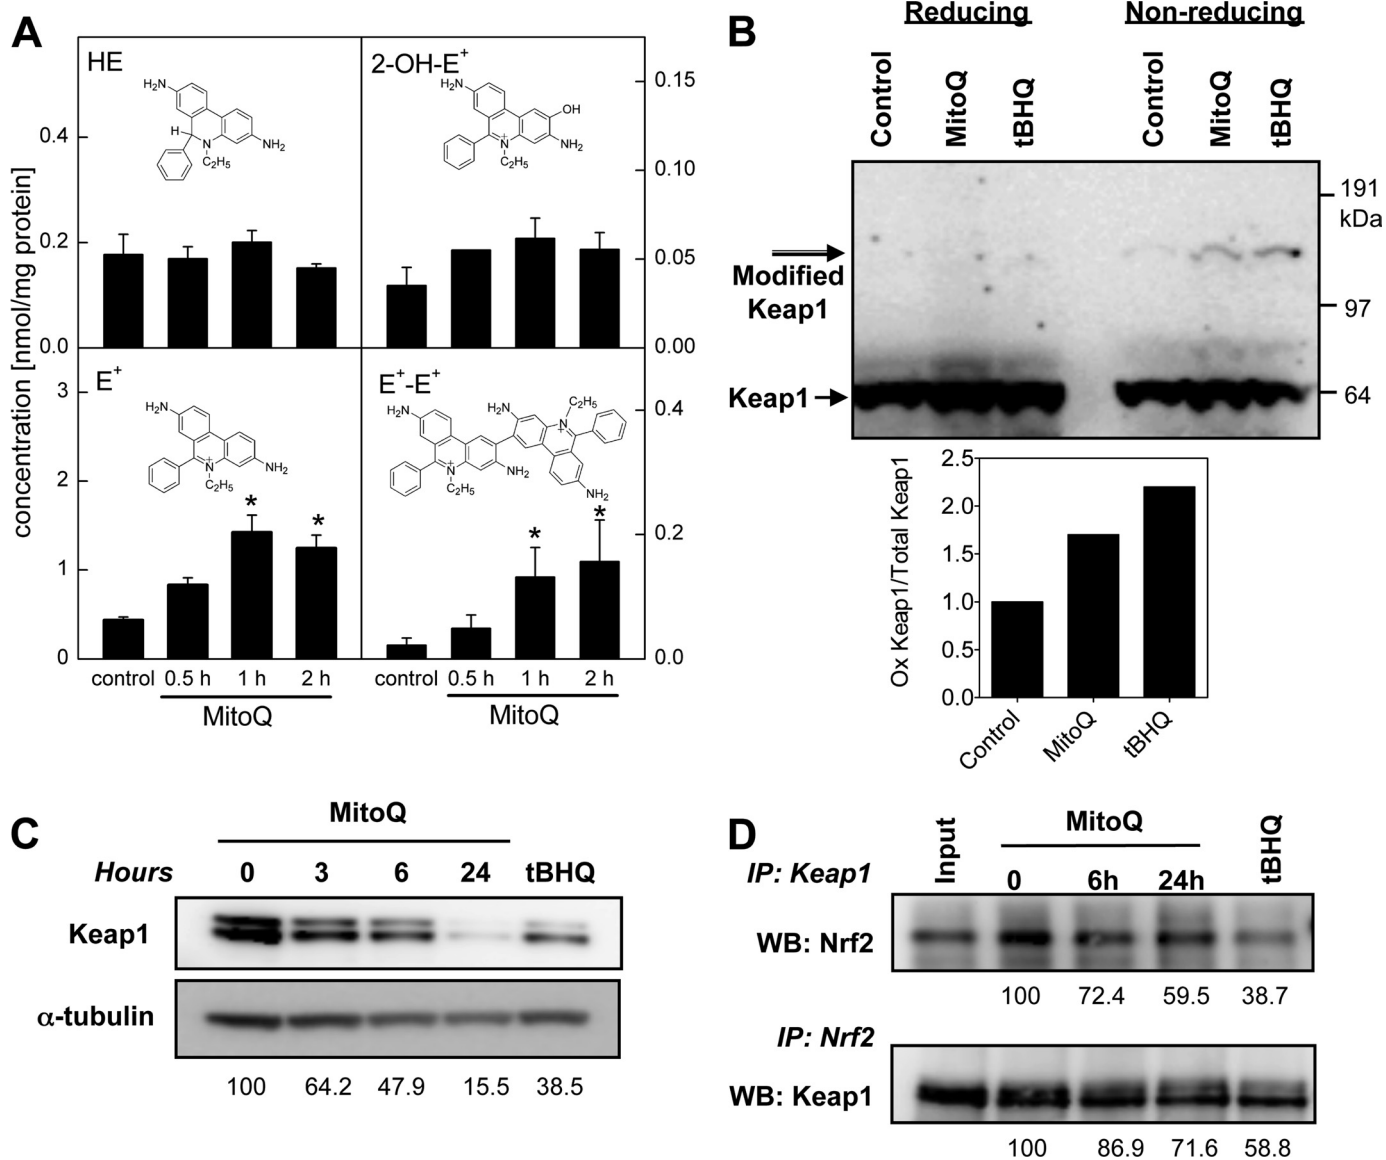 A
HE
H₂N
H
N
C₂H₅
NH₂
2-OH-E⁺
H₂N
OH
N
+
C₂H₅
NH₂
0.4
0.2
0.0
0.15
0.10
0.05
0.00
concentration [nmol/mg protein]
E⁺
H₂N
N
+
C₂H₅
NH₂
*
*
E⁺-E⁺
H₂N
N
+
C₂H₅
NH₂
H₂N
C₂H₅
N
+
NH₂
*
*
3
2
1
0
0.4
0.2
0.0
control 0.5 h 1 h 2 h
MitoQ
control 0.5 h 1 h 2 h
MitoQ
B
Reducing Non-reducing
Control MitoQ tBHQ Control MitoQ tBHQ
191
kDa
97
64
Modified
Keap1
Keap1
Ox Keap1/Total Keap1
2.5
2.0
1.5
1.0
0.5
0.0
Control MitoQ tBHQ
C
MitoQ
Hours 0 3 6 24 tBHQ
Keap1
α-tubulin
100 64.2 47.9 15.5 38.5
D
Input MitoQ tBHQ
IP: Keap1 0 6h 24h
WB: Nrf2
100 72.4 59.5 38.7
IP: Nrf2
WB: Keap1
100 86.9 71.6 58.8